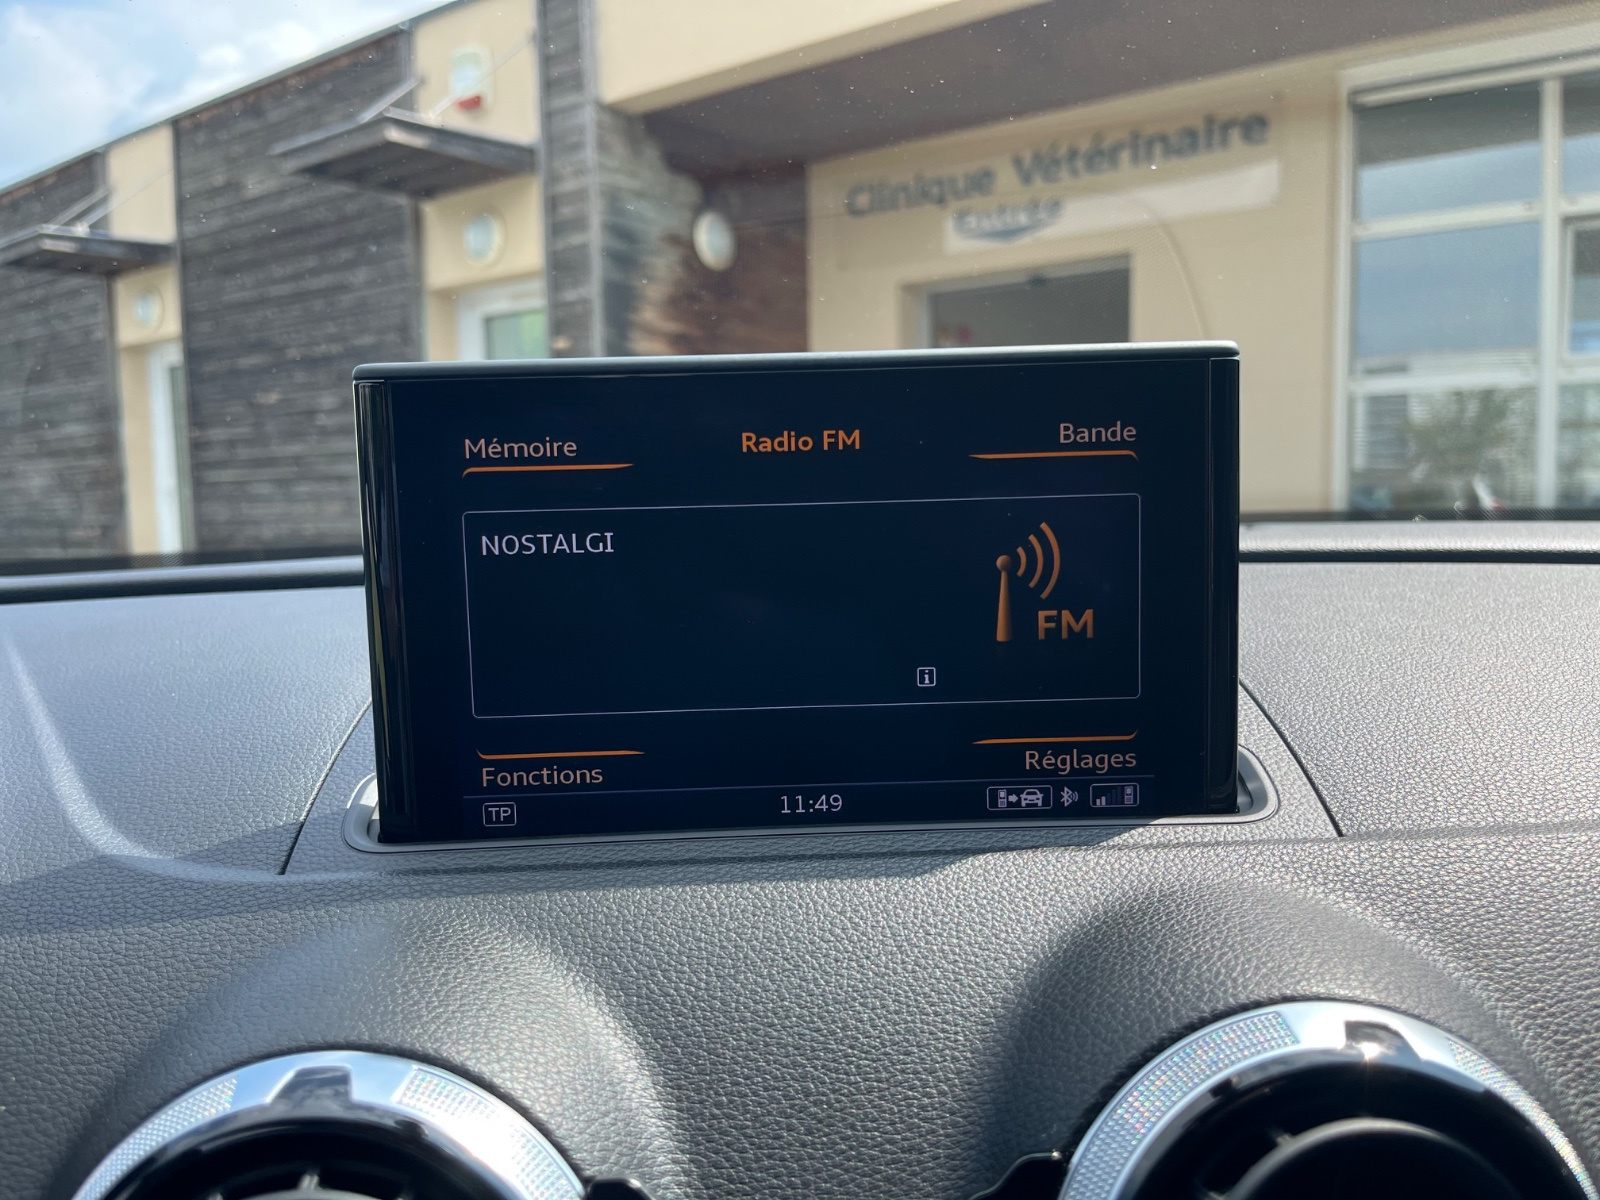 Clinique Vétérinaire
Entrée
Mémoire
Radio FM
Bande
NOSTALGI
FM
i
Fonctions
Réglages
TP
11:49